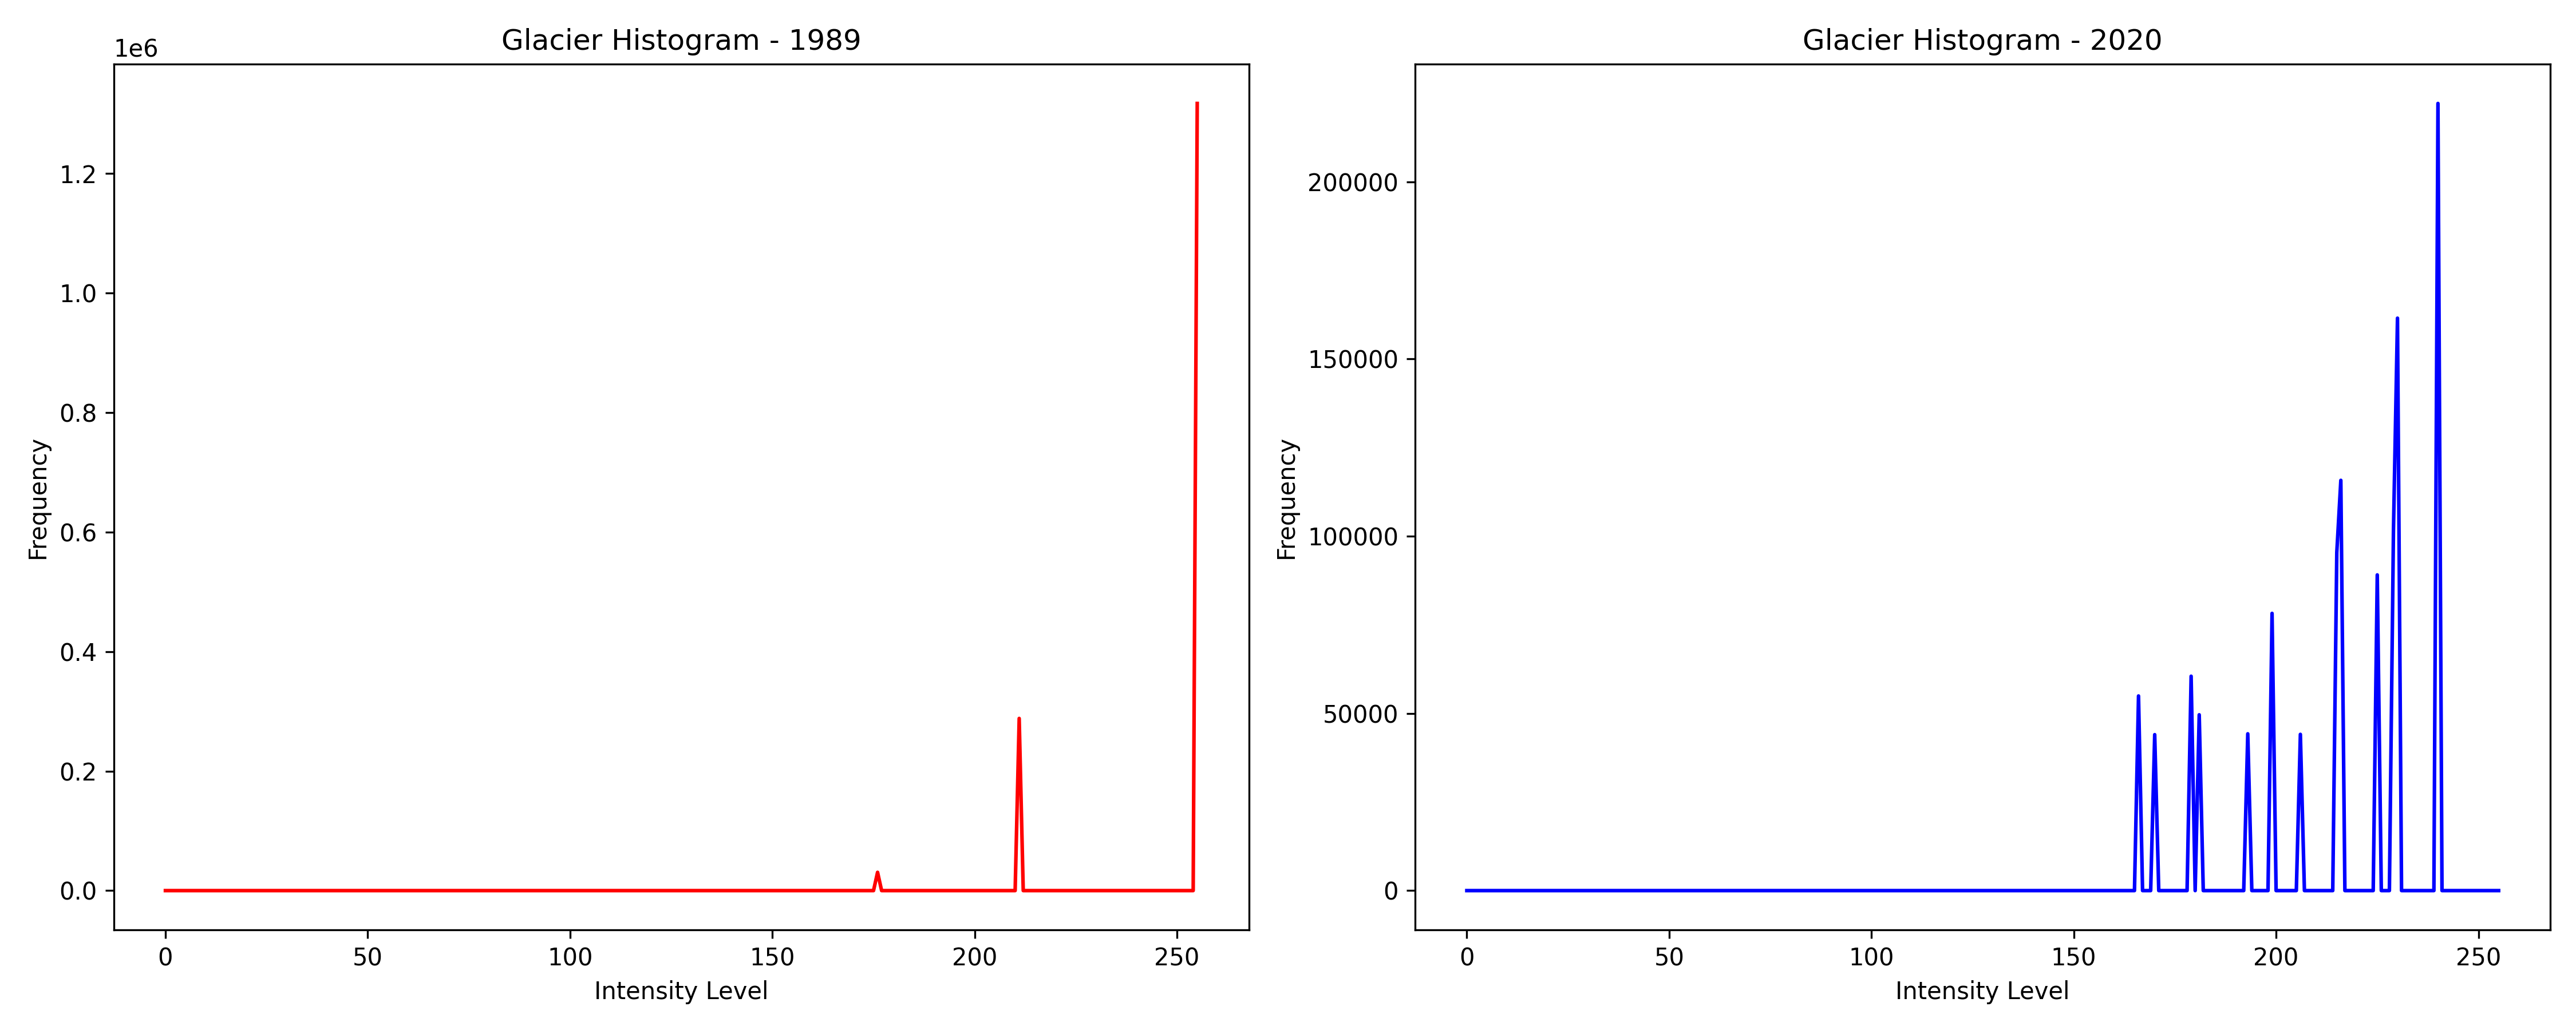 Glacier Histogram - 1989
1e6
1.2
1.0
0.8
0.6
0.4
0.2
0.0
Frequency
0 50 100 150 200 250
Intensity Level
Glacier Histogram - 2020
200000
150000
100000
50000
0
Frequency
0 50 100 150 200 250
Intensity Level